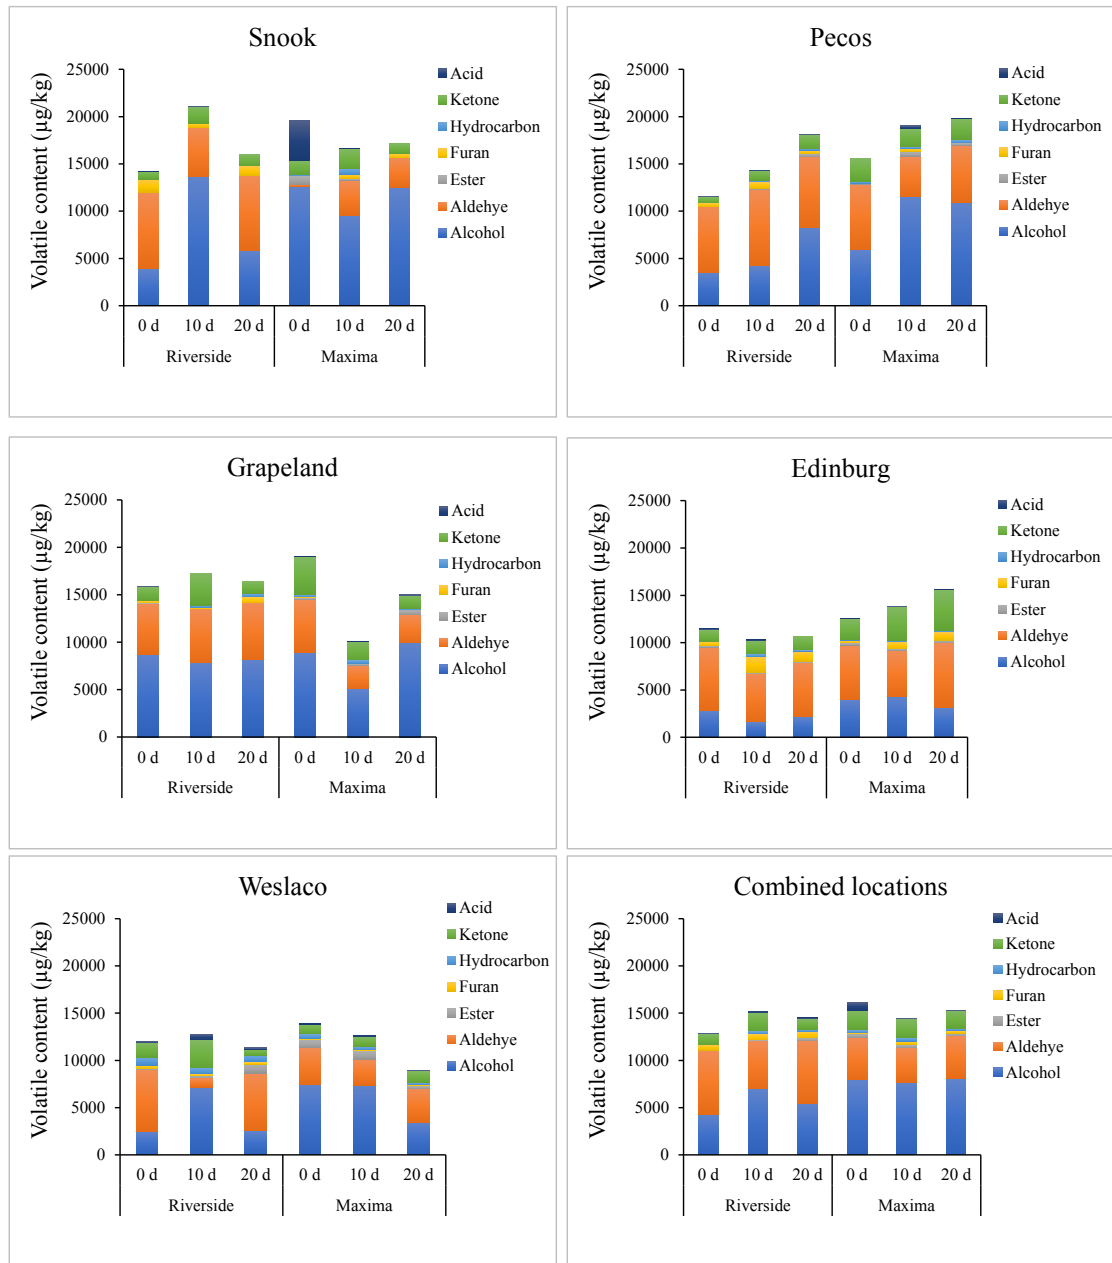 Snook
Volatile content (µg/kg)
25000
20000
15000
10000
5000
0
0 d 10 d 20 d 0 d 10 d 20 d
Riverside Maxima
Acid
Ketone
Hydrocarbon
Furan
Ester
Aldehye
Alcohol
Pecos
Volatile content (µg/kg)
25000
20000
15000
10000
5000
0
0 d 10 d 20 d 0 d 10 d 20 d
Riverside Maxima
Acid
Ketone
Hydrocarbon
Furan
Ester
Aldehye
Alcohol
Grapeland
Volatile content (µg/kg)
25000
20000
15000
10000
5000
0
0 d 10 d 20 d 0 d 10 d 20 d
Riverside Maxima
Acid
Ketone
Hydrocarbon
Furan
Ester
Aldehye
Alcohol
Edinburg
Volatile content (µg/kg)
25000
20000
15000
10000
5000
0
0 d 10 d 20 d 0 d 10 d 20 d
Riverside Maxima
Acid
Ketone
Hydrocarbon
Furan
Ester
Aldehye
Alcohol
Weslaco
Volatile content (µg/kg)
25000
20000
15000
10000
5000
0
0 d 10 d 20 d 0 d 10 d 20 d
Riverside Maxima
Acid
Ketone
Hydrocarbon
Furan
Ester
Aldehye
Alcohol
Combined locations
Volatile content (µg/kg)
25000
20000
15000
10000
5000
0
0 d 10 d 20 d 0 d 10 d 20 d
Riverside Maxima
Acid
Ketone
Hydrocarbon
Furan
Ester
Aldehye
Alcohol